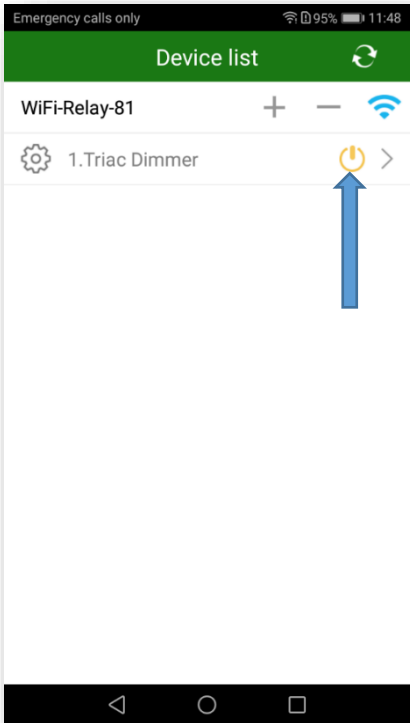 Emergency calls only 95% 11:48
Device list
WiFi-Relay-81
1.Triac Dimmer